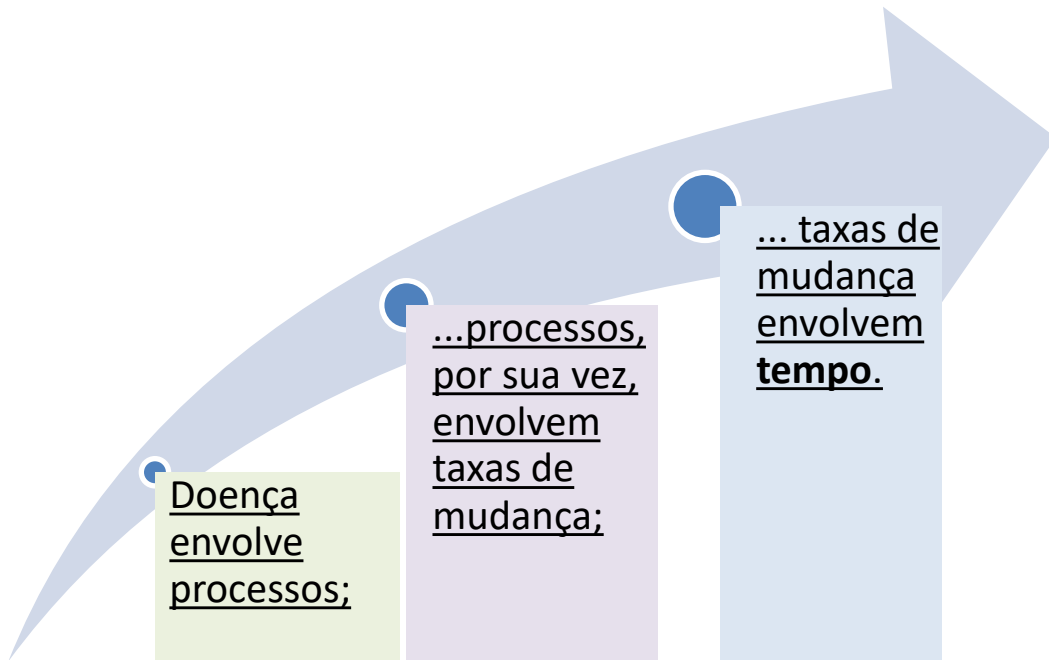 Doença
envolve
processos;
...processos,
por sua vez,
envolvem
taxas de
mudança;
... taxas de
mudança
envolvem
tempo.